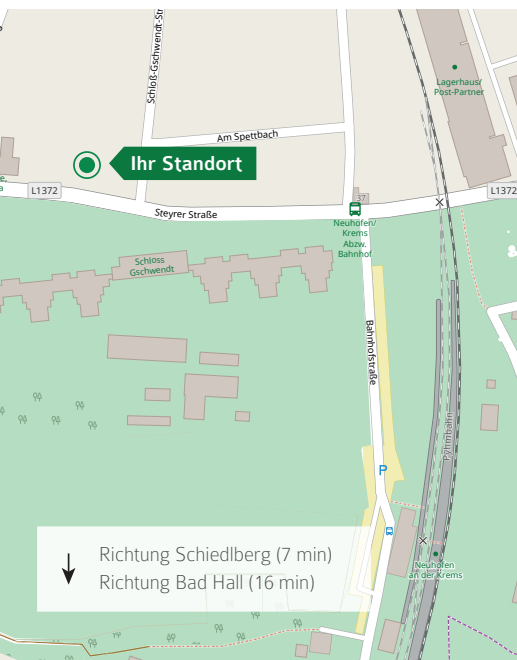 Schloß-Gschwendt-Str
Lagerhaus/
Post-Partner
Am Spettbach
Ihr Standort
L1372
L1372
37
Steyrer Straße
Neuhofen/
Krems
Abzw.
Bahnhof
Schloss
Gschwendt
Bahnhofstraße
Pyhrnbahn
P
Richtung Schiedlberg (7 min)
Richtung Bad Hall (16 min)
Neuhofen
an der Krems